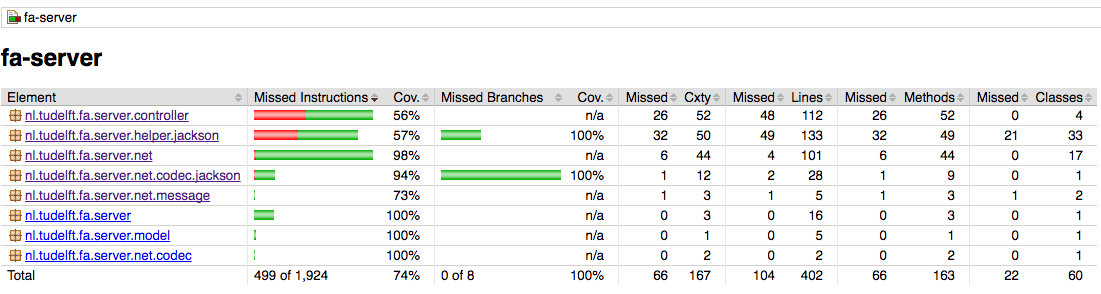 fa-server
fa-server
Element Missed Instructions Cov. Missed Branches Cov. Missed Cxty Missed Lines Missed Methods Missed Classes
nl.tudelft.fa.server.controller 56% n/a 26 52 48 112 26 52 0 4
nl.tudelft.fa.server.helper.jackson 57% 100% 32 50 49 133 32 49 21 33
nl.tudelft.fa.server.net 98% n/a 6 44 4 101 6 44 0 17
nl.tudelft.fa.server.net.codec.jackson 94% 100% 1 12 2 28 1 9 0 1
nl.tudelft.fa.server.net.message 73% n/a 1 3 1 5 1 3 1 2
nl.tudelft.fa.server 100% n/a 0 3 0 16 0 3 0 1
nl.tudelft.fa.server.model 100% n/a 0 1 0 5 0 1 0 1
nl.tudelft.fa.server.net.codec 100% n/a 0 2 0 2 0 2 0 1
Total 499 of 1,924 74% 0 of 8 100% 66 167 104 402 66 163 22 60